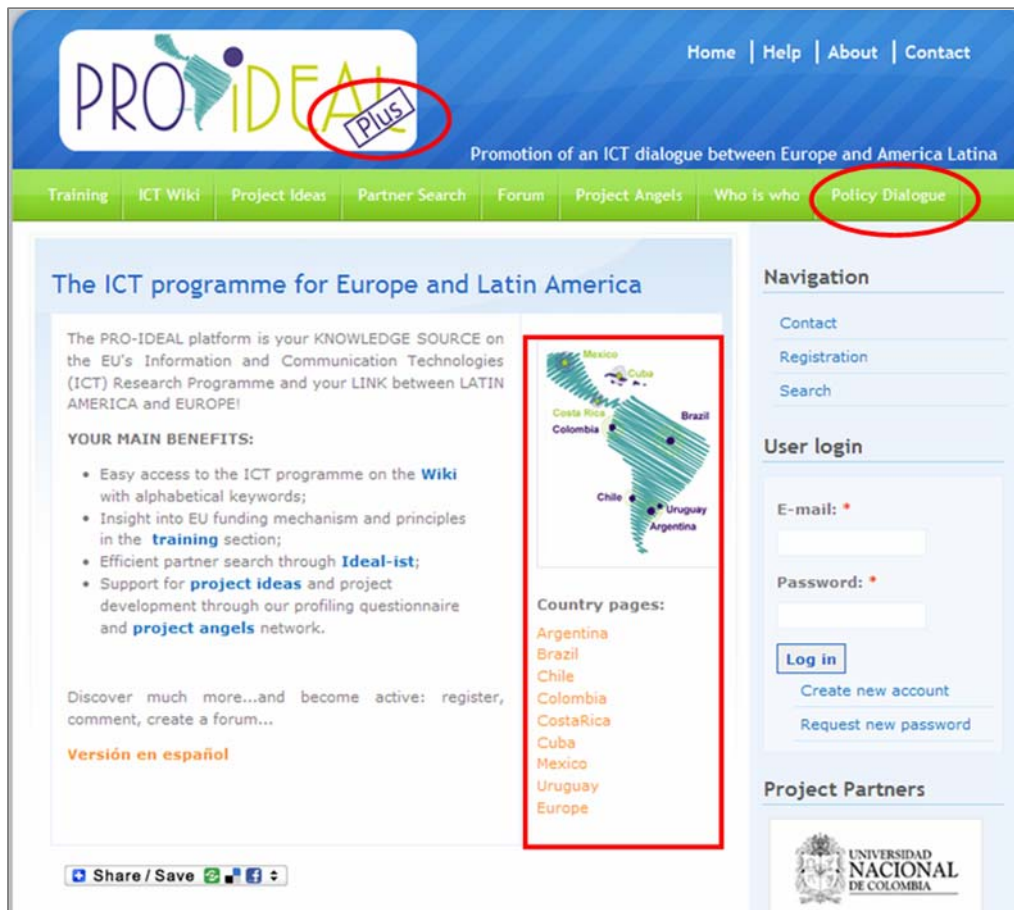 PRO iDEAL Plus
Home | Help | About | Contact
Promotion of an ICT dialogue between Europe and America Latina
Training ICT Wiki Project Ideas Partner Search Forum Project Angels Who is who Policy Dialogue
The ICT programme for Europe and Latin America
The PRO-IDEAL platform is your KNOWLEDGE SOURCE on
the EU's Information and Communication Technologies
(ICT) Research Programme and your LINK between LATIN
AMERICA and EUROPE!
YOUR MAIN BENEFITS:
• Easy access to the ICT programme on the Wiki
with alphabetical keywords;
• Insight into EU funding mechanism and principles
in the training section;
• Efficient partner search through Ideal-ist;
• Support for project ideas and project
development through our profiling questionnaire
and project angels network.
Discover much more...and become active: register,
comment, create a forum...
Versión en español
Mexico
Cuba
Costa Rica
Colombia
Brazil
Chile
Uruguay
Argentina
Country pages:
Argentina
Brazil
Chile
Colombia
CostaRica
Cuba
Mexico
Uruguay
Europe
Share / Save
Navigation
Contact
Registration
Search
User login
E-mail: *
Password: *
Log in
Create new account
Request new password
Project Partners
UNIVERSIDAD
NACIONAL
DE COLOMBIA